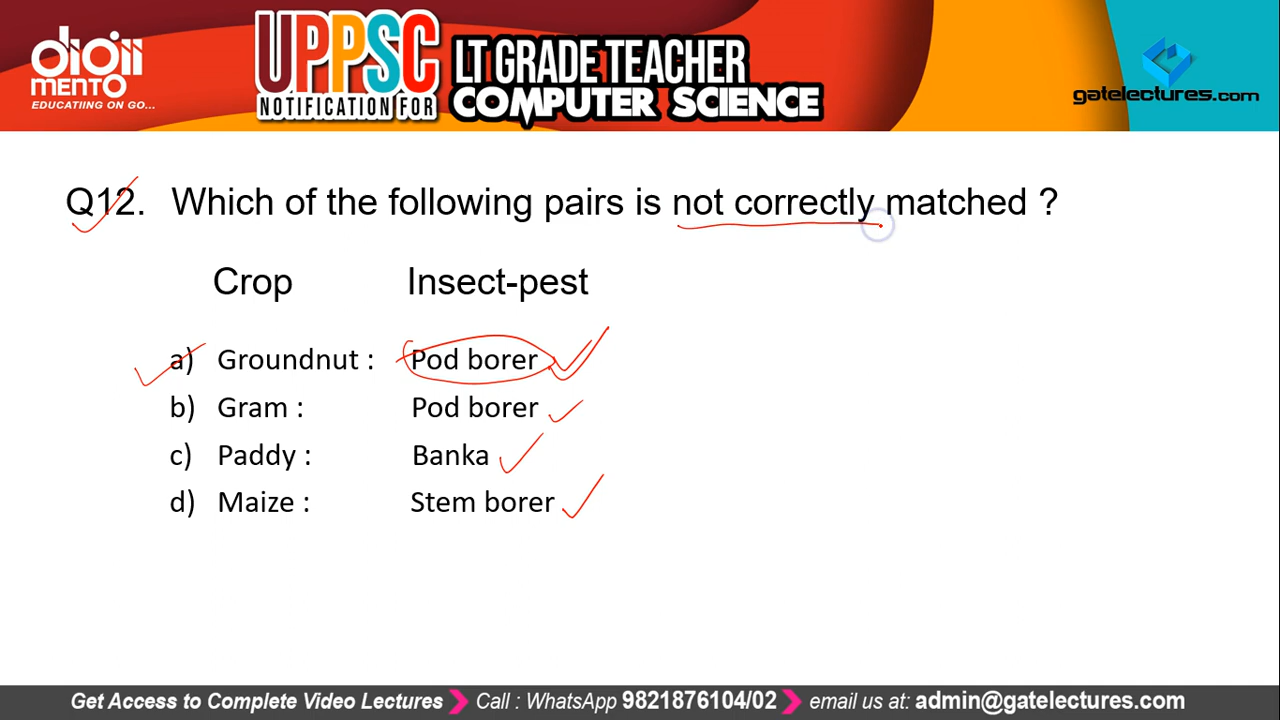 digii
MENTO
EDUCATIING ON GO...
UPPSC
NOTIFICATION FOR
LT GRADE TEACHER
COMPUTER SCIENCE
gatelectures.com
Q12. Which of the following pairs is not correctly matched ?
Crop Insect-pest
a) Groundnut : Pod borer
b) Gram : Pod borer
c) Paddy : Banka
d) Maize : Stem borer
Get Access to Complete Video Lectures Call : WhatsApp 9821876104/02 email us at: admin@gatelectures.com